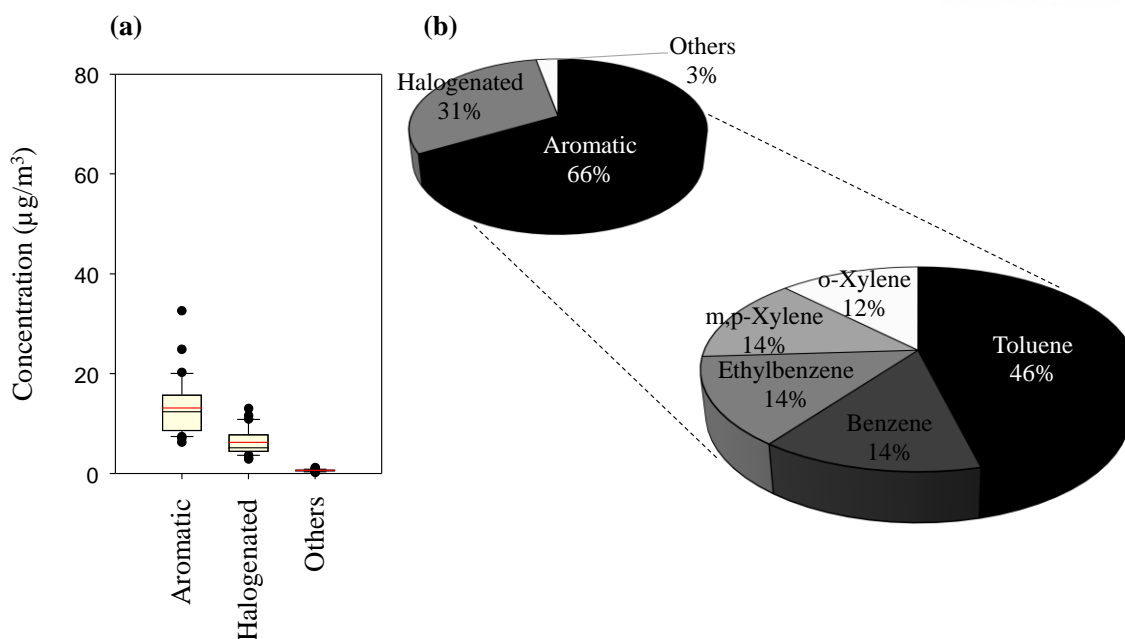 (a)
Concentration (µg/m³)
80
60
40
20
0
Aromatic
Halogenated
Others
(b)
Others
3%
Halogenated
31%
Aromatic
66%
o-Xylene
12%
m,p-Xylene
14%
Toluene
46%
Ethylbenzene
14%
Benzene
14%